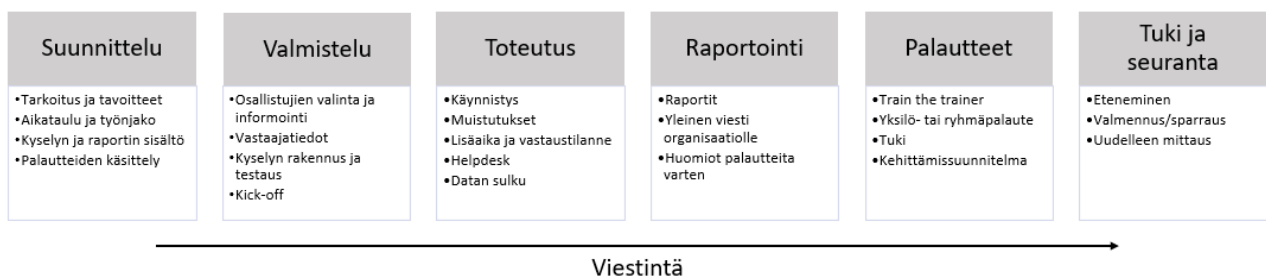 Suunnittelu
•Tarkoitus ja tavoitteet
•Aikataulu ja työnjako
•Kyselyn ja raportin sisältö
•Palautteiden käsittely
Valmistelu
•Osallistujien valinta ja
informointi
•Vastaajatiedot
•Kyselyn rakennus ja
testaus
•Kick-off
Toteutus
•Käynnistys
•Muistutukset
•Lisäaika ja vastaustilanne
•Helpdesk
•Datan sulku
Raportointi
•Raportit
•Yleinen viesti
organisaatiolle
•Huomiot palautteita
varten
Palautteet
•Train the trainer
•Yksilö- tai ryhmäpalaute
•Tuki
•Kehittämissuunnitelma
Tuki ja
seuranta
•Eteneminen
•Valmennus/sparraus
•Uudelleen mittaus
Viestintä